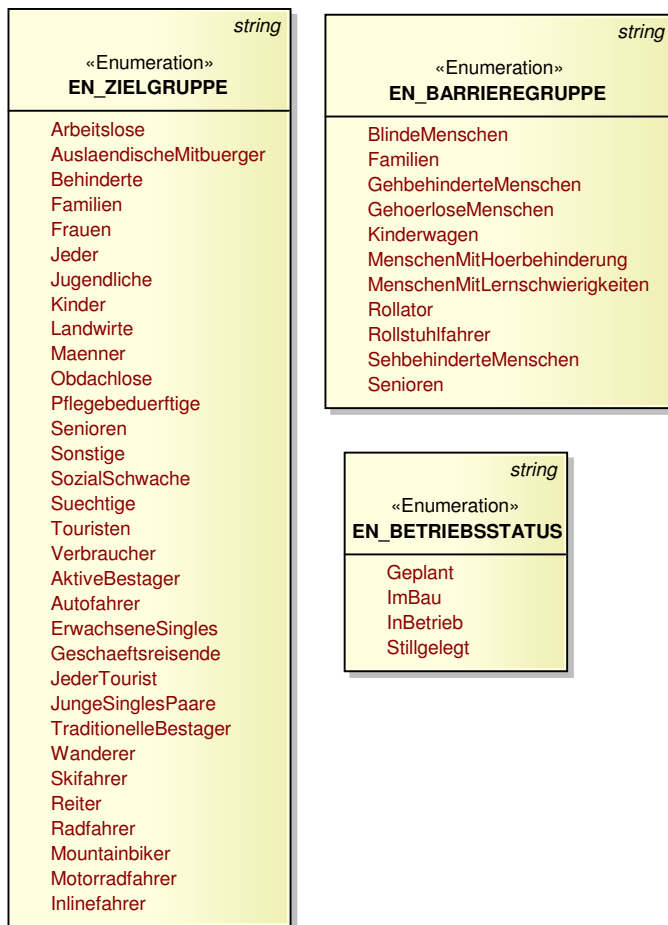 string
«Enumeration»
EN_ZIELGRUPPE
Arbeitslose
AuslaendischeMitbuerger
Behinderte
Familien
Frauen
Jeder
Jugendliche
Kinder
Landwirte
Maenner
Obdachlose
Pflegebeduerftige
Senioren
Sonstige
SozialSchwache
Suechtige
Touristen
Verbraucher
AktiveBestager
Autofahrer
ErwachseneSingles
Geschaeftsreisende
JederTourist
JungeSinglesPaare
TraditionelleBestager
Wanderer
Skifahrer
Reiter
Radfahrer
Mountainbiker
Motorradfahrer
Inlinefahrer
string
«Enumeration»
EN_BARRIEREGRUPPE
BlindeMenschen
Familien
GehbehinderteMenschen
GehoerloseMenschen
Kinderwagen
MenschenMitHoerbehinderung
MenschenMitLernschwierigkeiten
Rollator
Rollstuhlfahrer
SehbehinderteMenschen
Senioren
string
«Enumeration»
EN_BETRIEBSSTATUS
Geplant
ImBau
InBetrieb
Stillgelegt